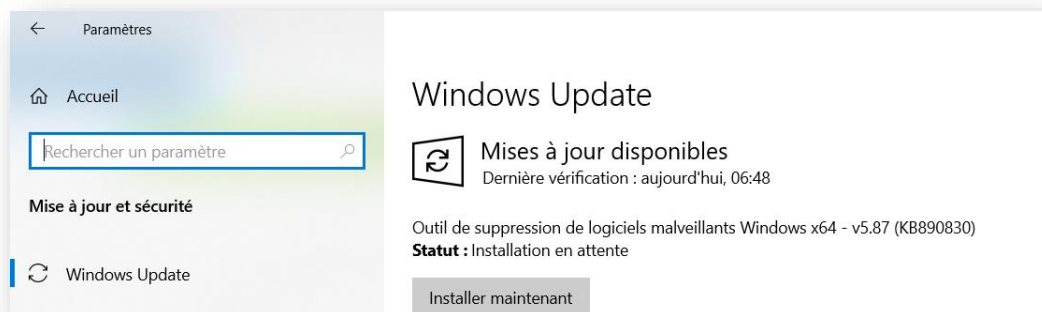 Paramètres
Accueil
Rechercher un paramètre
Mise à jour et sécurité
Windows Update
Windows Update
Mises à jour disponibles
Dernière vérification : aujourd'hui, 06:48
Outil de suppression de logiciels malveillants Windows x64 - v5.87 (KB890830)
Statut : Installation en attente
Installer maintenant